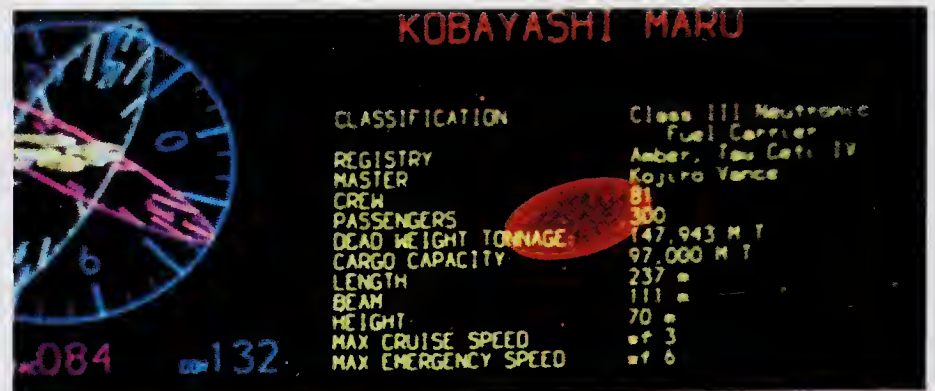 KOBAYASHI MARU
CLASSIFICATION Class III Neutronic
Fuel Carrier
REGISTRY Amber, Tau Ceti IV
MASTER Kojiro Vance
CREW 81
PASSENGERS 300
DEAD WEIGHT TONNAGE 147,943 M T
CARGO CAPACITY 97,000 M T
LENGTH 237 m
BEAM 111 m
HEIGHT 70 m
MAX CRUISE SPEED wf 3
MAX EMERGENCY SPEED wf 6
0
6
084 132